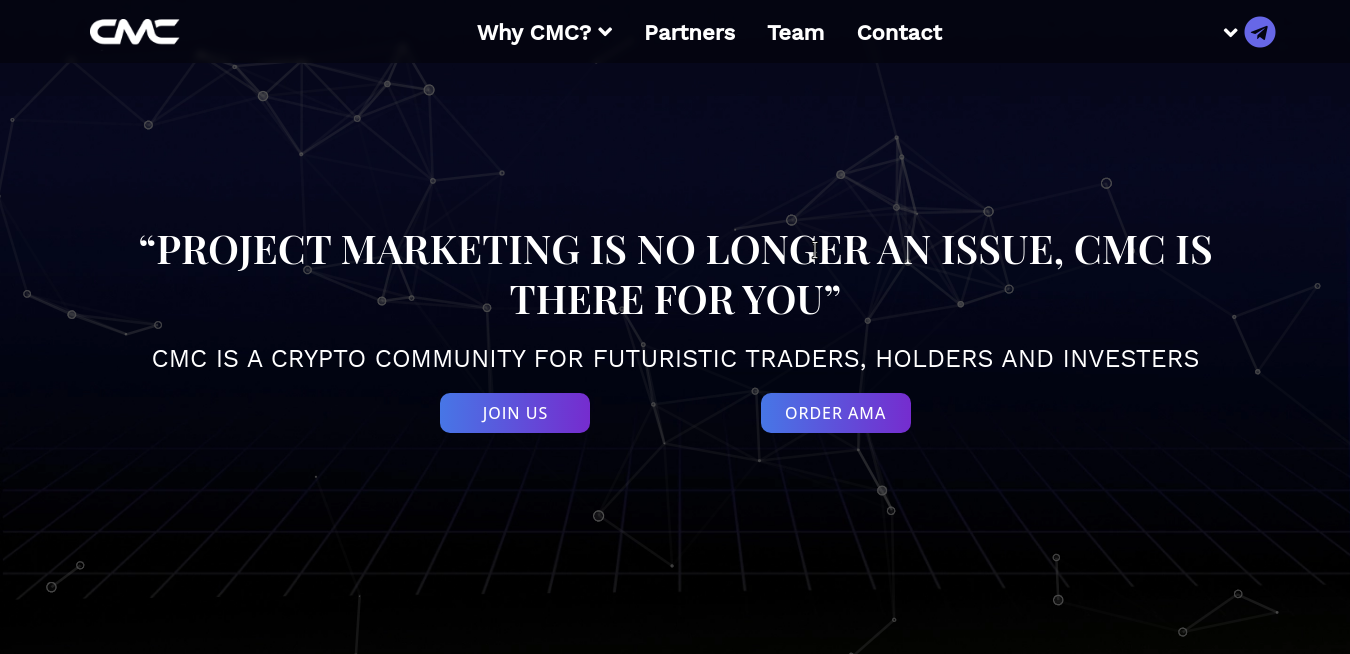 CMC
Why CMC?
Partners
Team
Contact
“PROJECT MARKETING IS NO LONGER AN ISSUE, CMC IS
THERE FOR YOU”
CMC IS A CRYPTO COMMUNITY FOR FUTURISTIC TRADERS, HOLDERS AND INVESTERS
JOIN US
ORDER AMA